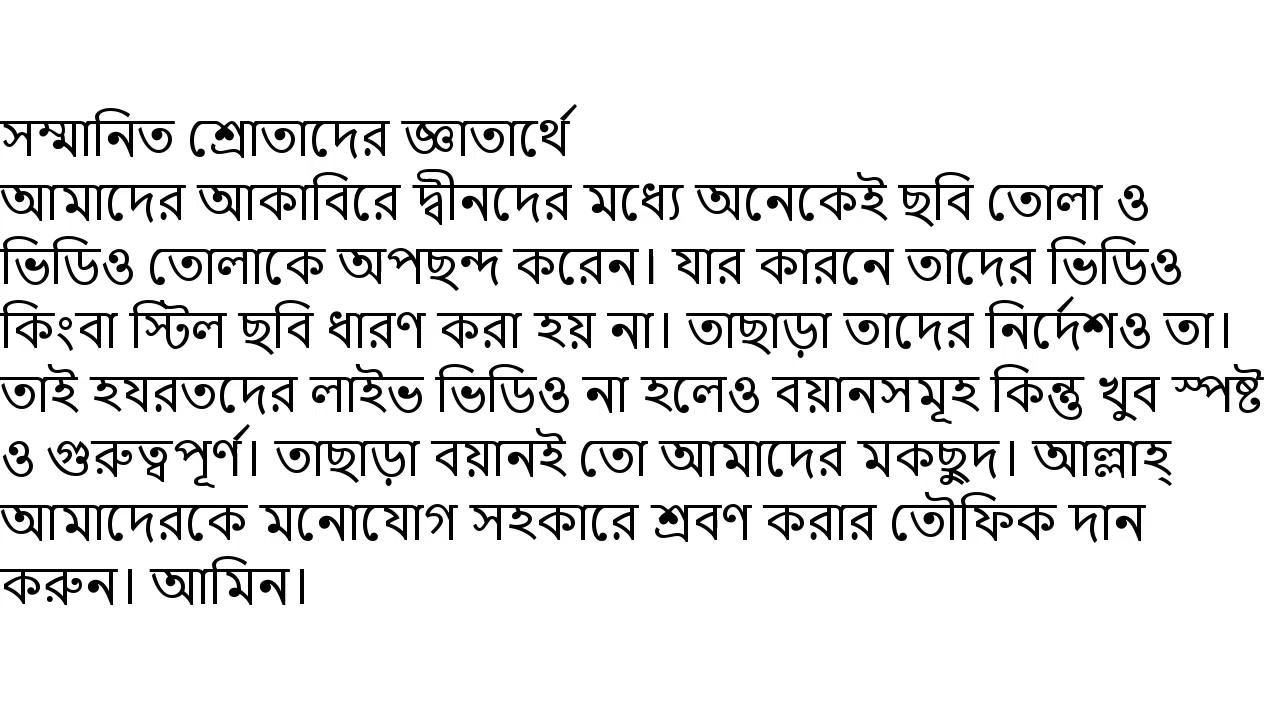 সম্মানিত শ্রোতাদের জ্ঞাতার্থে
আমাদের আকাবিরে দ্বীনদের মধ্যে অনেকেই ছবি তোলা ও
ভিডিও তোলাকে অপছন্দ করেন। যার কারনে তাদের ভিডিও
কিংবা স্টিল ছবি ধারণ করা হয় না। তাছাড়া তাদের নির্দেশও তা।
তাই হযরতদের লাইভ ভিডিও না হলেও বয়ানসমূহ কিন্তু খুব স্পষ্ট
ও গুরুত্বপূর্ণ। তাছাড়া বয়ানই তো আমাদের মকছুদ। আল্লাহ্
আমাদেরকে মনোযোগ সহকারে শ্রবণ করার তৌফিক দান
করুন। আমিন।